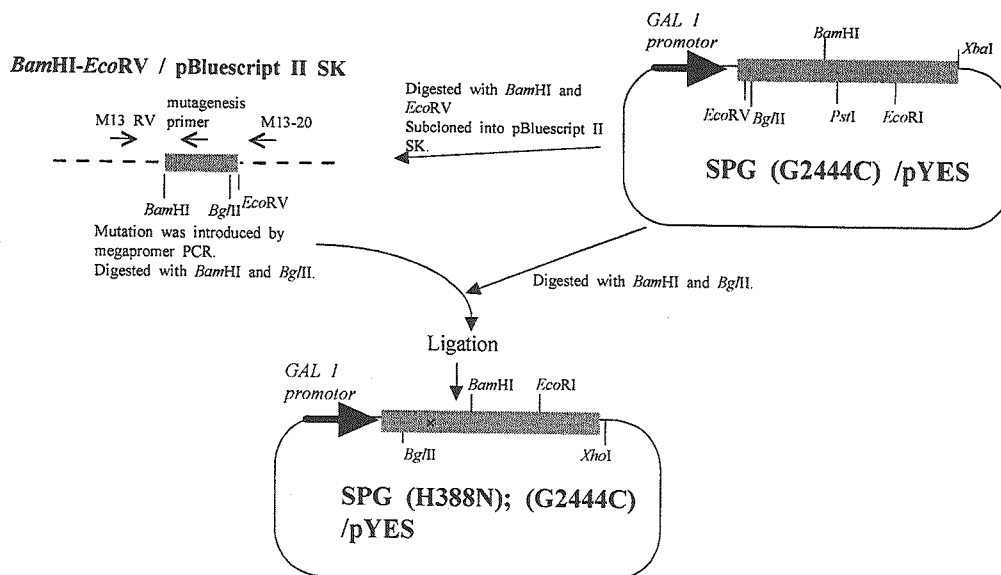 BamHI-EcoRV / pBluescript II SK
M13 RV
mutagenesis
primer
M13-20
BamHI
BglII
EcoRV
Mutation was introduced by
megapromer PCR.
Digested with BamHI and BglII.
Digested with BamHI and
EcoRV
Subcloned into pBluescript II
SK.
GAL 1
promotor
BamHI
XbaI
EcoRV
BglII
PstI
EcoRI
SPG (G2444C) /pYES
Digested with BamHI and BglII.
Ligation
GAL 1
promotor
BamHI
EcoRI
×
BglII
XhoI
SPG (H388N); (G2444C)
/pYES